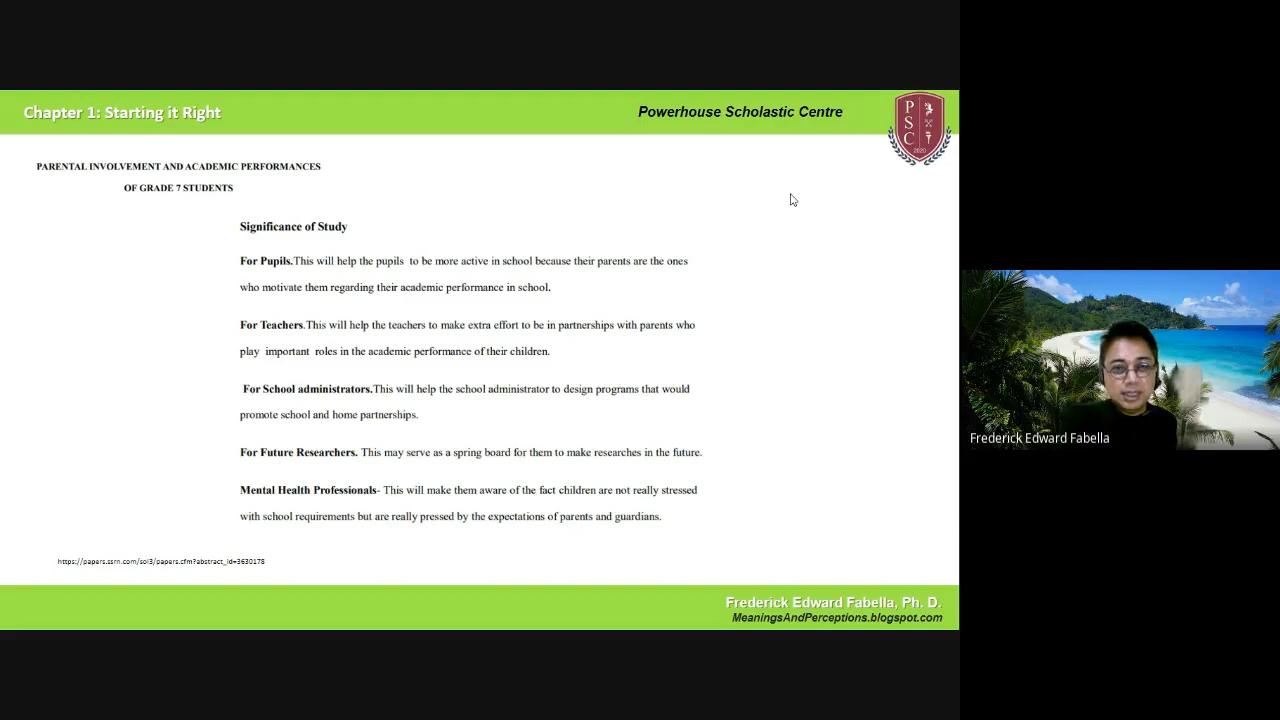 Chapter 1: Starting it Right
Powerhouse Scholastic Centre
P
S
C
2020
PARENTAL INVOLVEMENT AND ACADEMIC PERFORMANCES
OF GRADE 7 STUDENTS
Significance of Study
For Pupils.This will help the pupils to be more active in school because their parents are the ones
who motivate them regarding their academic performance in school.
For Teachers.This will help the teachers to make extra effort to be in partnerships with parents who
play important roles in the academic performance of their children.
For School administrators.This will help the school administrator to design programs that would
promote school and home partnerships.
For Future Researchers. This may serve as a spring board for them to make researches in the future.
Mental Health Professionals- This will make them aware of the fact children are not really stressed
with school requirements but are really pressed by the expectations of parents and guardians.
https://papers.ssrn.com/sol3/papers.cfm?abstract_id=3630178
Frederick Edward Fabella, Ph. D.
MeaningsAndPerceptions.blogspot.com
Frederick Edward Fabella